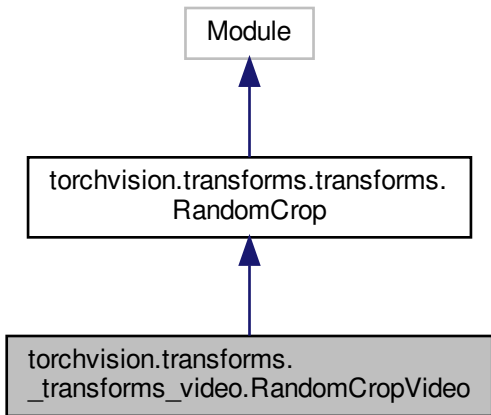 Module
torchvision.transforms.transforms.
RandomCrop
torchvision.transforms.
_transforms_video.RandomCropVideo